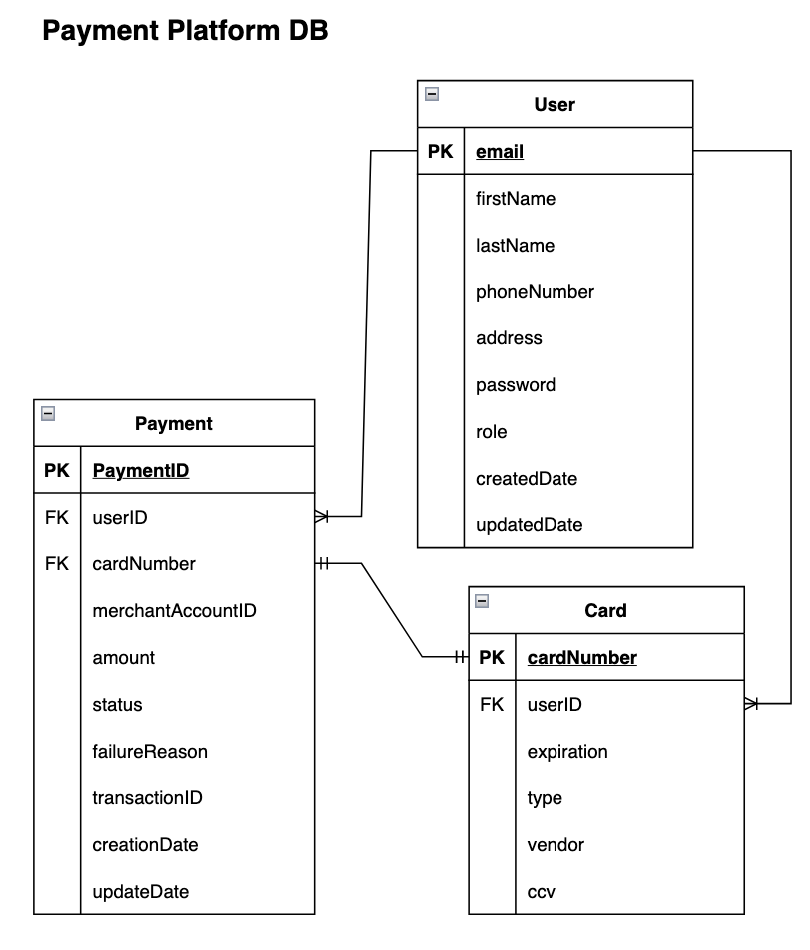 Payment Platform DB
User
PK email
firstName
lastName
phoneNumber
address
password
role
createdDate
updatedDate
Payment
PK PaymentID
FK userID
FK cardNumber
merchantAccountID
amount
status
failureReason
transactionID
creationDate
updateDate
Card
PK cardNumber
FK userID
expiration
type
vendor
ccv